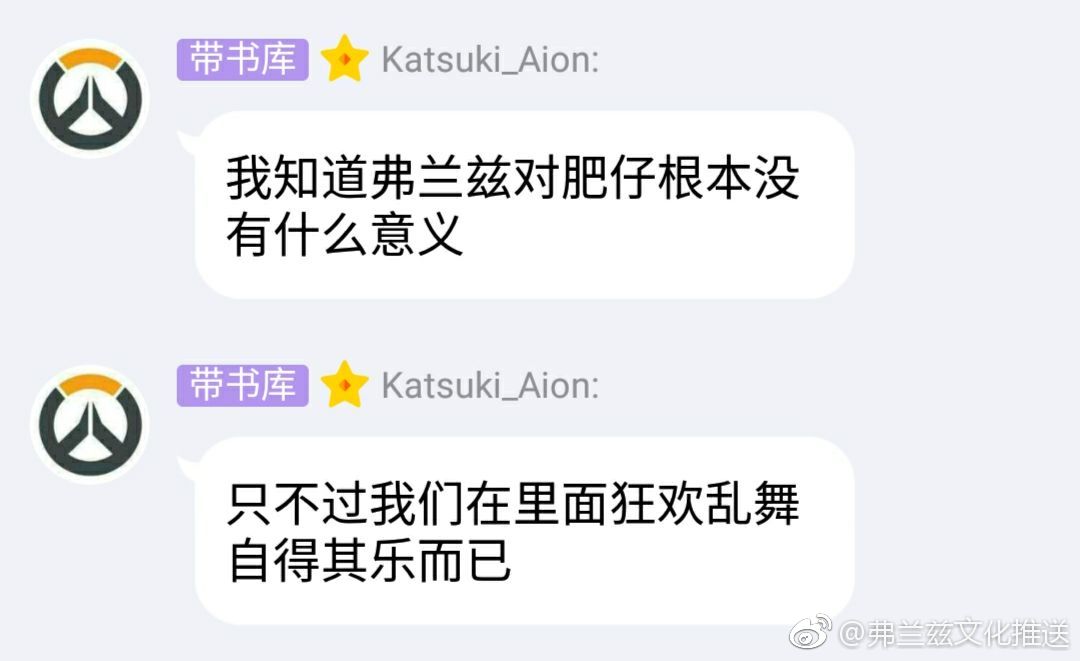 带书库 Katsuki_Aion:
我知道弗兰兹对肥仔根本没
有什么意义
带书库 Katsuki_Aion:
只不过我们在里面狂欢乱舞
自得其乐而已
@弗兰兹文化推送